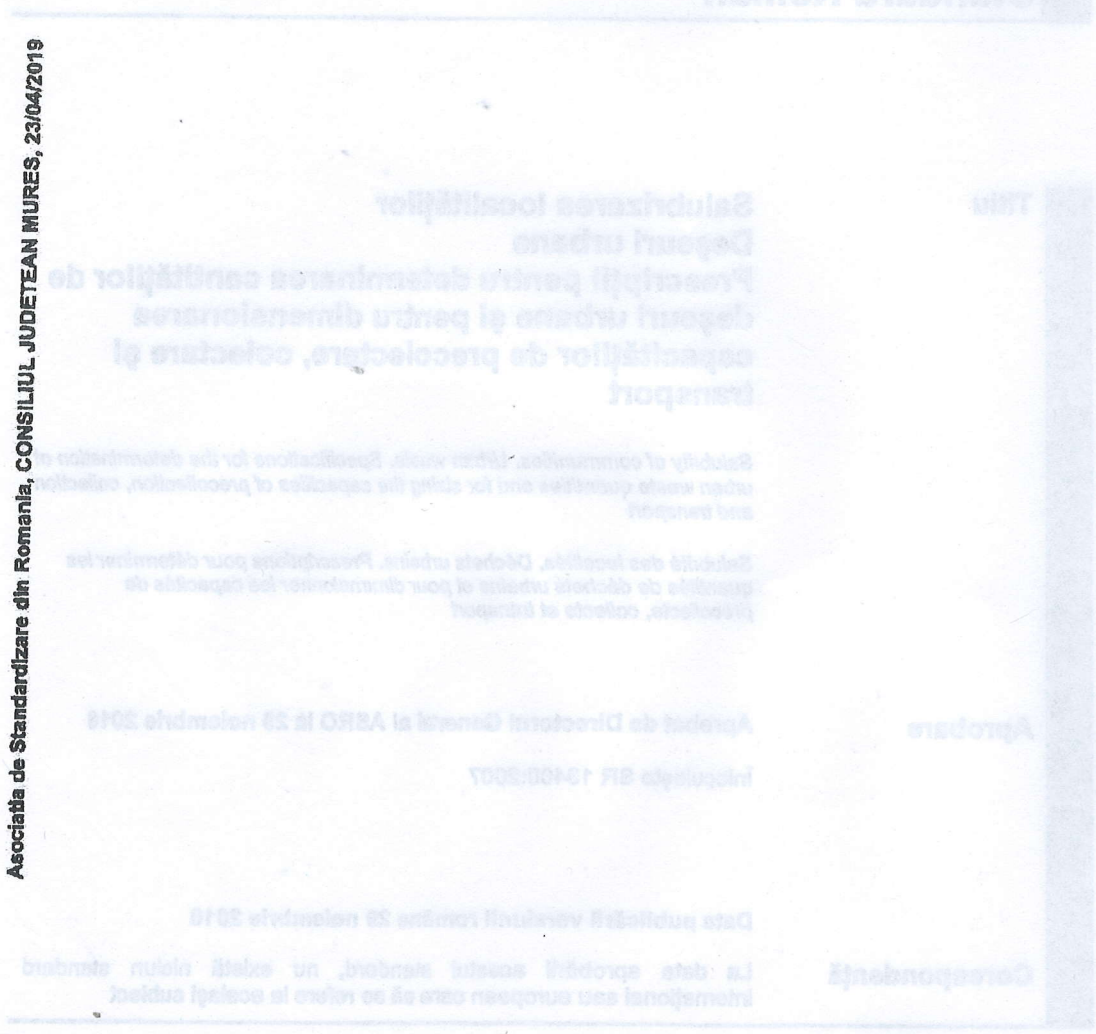 Asociatia de Standardizare din Romania, CONSILIUL JUDETEAN MURES, 23/04/2019
Titlu
Salubrizarea localităților
Deșeuri urbane
Prescripții pentru determinarea cantităților de
deșeuri urbane și pentru dimensionarea
capacităților de precolectare, colectare și
transport
Salubrity of communities. Urban waste. Specifications for the determination of
urban waste quantities and for sizing the capacities of precollection, collection
and transport
Salubrité des localités. Déchets urbains. Prescriptions pour déterminer les
quantités de déchets urbains et pour dimensionner les capacités de
précollecte, collecte et transport
Aprobare
Aprobat de Directorul General al ASRO la noiembrie
Înlocuiește SR 13400:2007
Data publicării versiunii române noiembrie
Corespondență
La data aprobării acestui standard, nu există niciun standard
internațional sau european care să se refere la același subiect